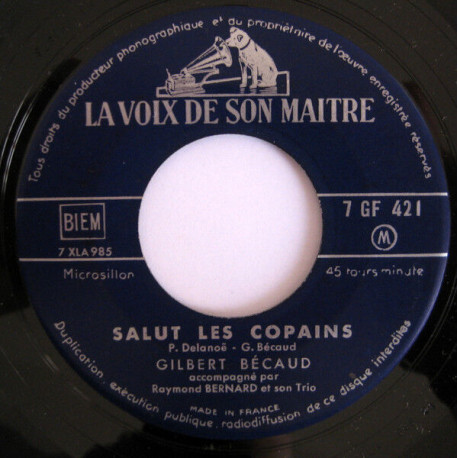 Tous droits du producteur phonographique et du propriétaire de l'œuvre enregistrée réservés
LA VOIX DE SON MAITRE
BIEM
7 XLA 985
7 GF 421
M
Microsillon
45 tours minute
SALUT LES COPAINS
P. Delanoë - G. Bécaud
GILBERT BÉCAUD
accompagné par
Raymond BERNARD et son Trio
MADE IN FRANCE
Duplication, exécution publique, radiodiffusion de ce disque interdites